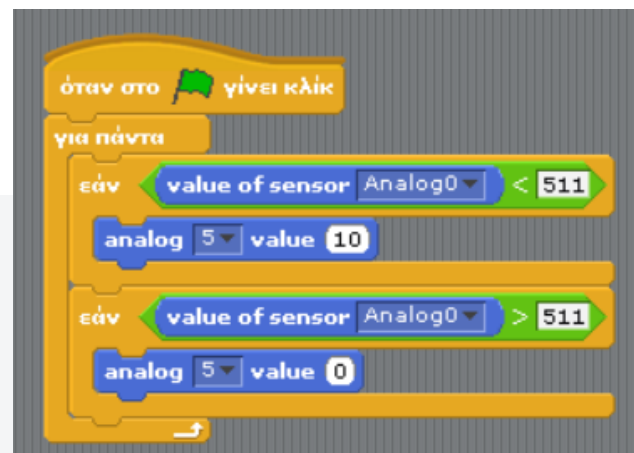 όταν στο γίνει κλίκ
για πάντα
εάν value of sensor Analog0 < 511
analog 5 value 10
εάν value of sensor Analog0 > 511
analog 5 value 0